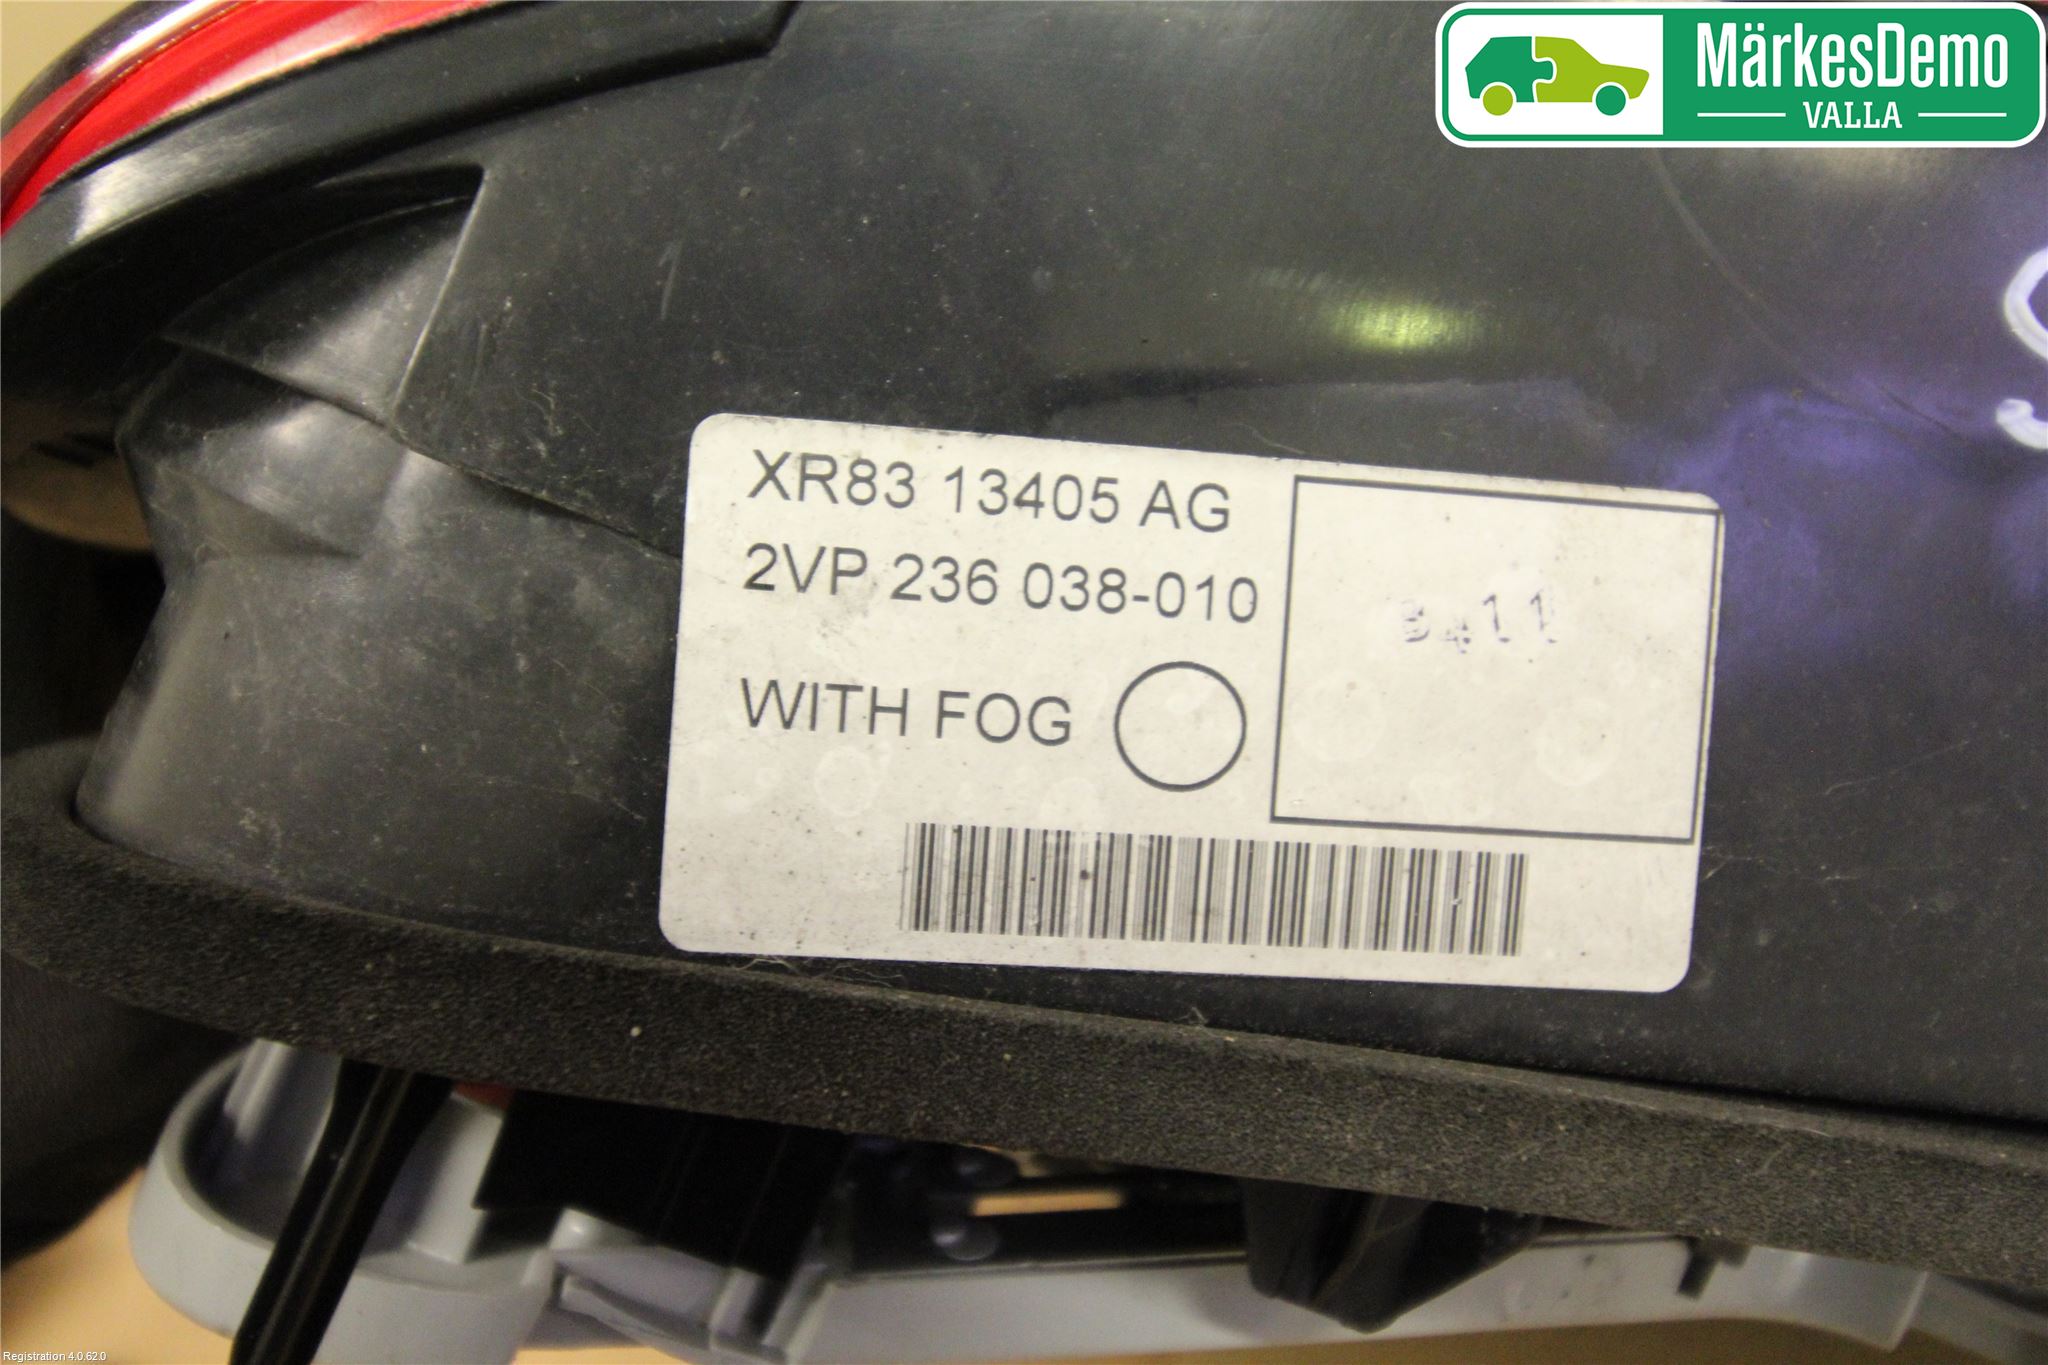 MärkesDemo
VALLA
XR83 13405 AG
2VP 236 038-010
WITH FOG
Registration 4.0.62.0